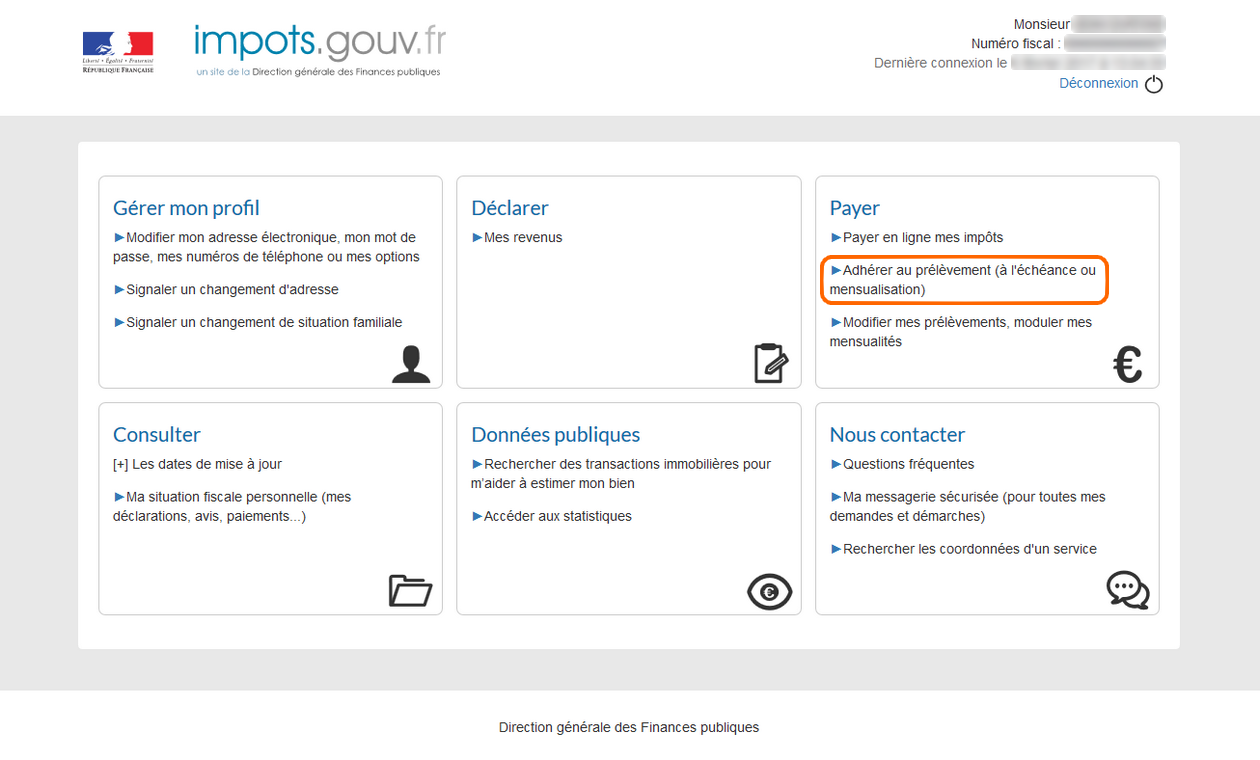 Liberté • Égalité • Fraternité
RÉPUBLIQUE FRANÇAISE
impots.gouv.fr
un site de la Direction générale des Finances publiques
Monsieur
Numéro fiscal :
Dernière connexion le
Déconnexion
Gérer mon profil
►Modifier mon adresse électronique, mon mot de
passe, mes numéros de téléphone ou mes options
►Signaler un changement d'adresse
►Signaler un changement de situation familiale
Déclarer
►Mes revenus
Payer
►Payer en ligne mes impôts
►Adhérer au prélèvement (à l'échéance ou
mensualisation)
►Modifier mes prélèvements, moduler mes
mensualités
€
Consulter
[+] Les dates de mise à jour
►Ma situation fiscale personnelle (mes
déclarations, avis, paiements...)
Données publiques
►Rechercher des transactions immobilières pour
m'aider à estimer mon bien
►Accéder aux statistiques
€
Nous contacter
►Questions fréquentes
►Ma messagerie sécurisée (pour toutes mes
demandes et démarches)
►Rechercher les coordonnées d'un service
Direction générale des Finances publiques